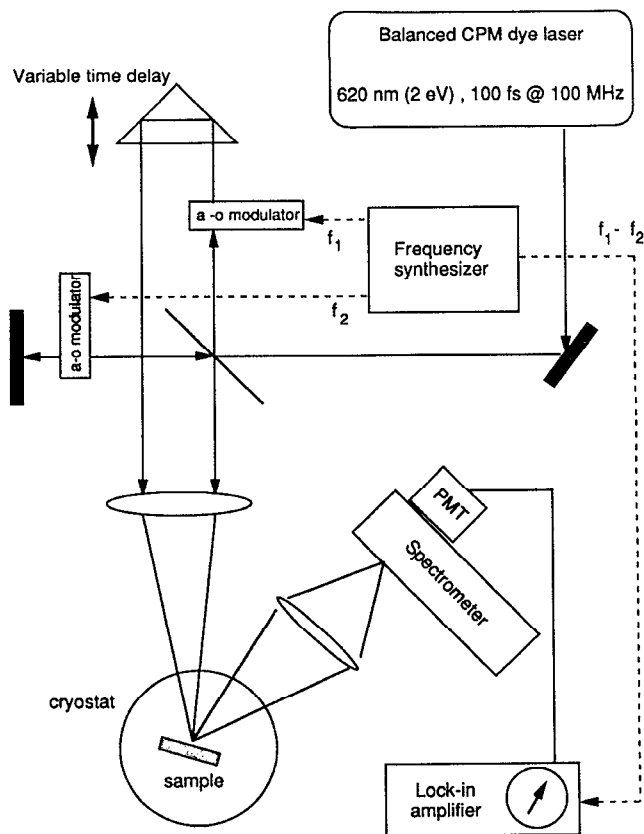 Balanced CPM dye laser
620 nm (2 eV) , 100 fs @ 100 MHz
Variable time delay
a -o modulator
f1
Frequency
synthesizer
f1- f2
a-o modulator
f2
PMT
Spectrometer
cryostat
sample
Lock-in
amplifier